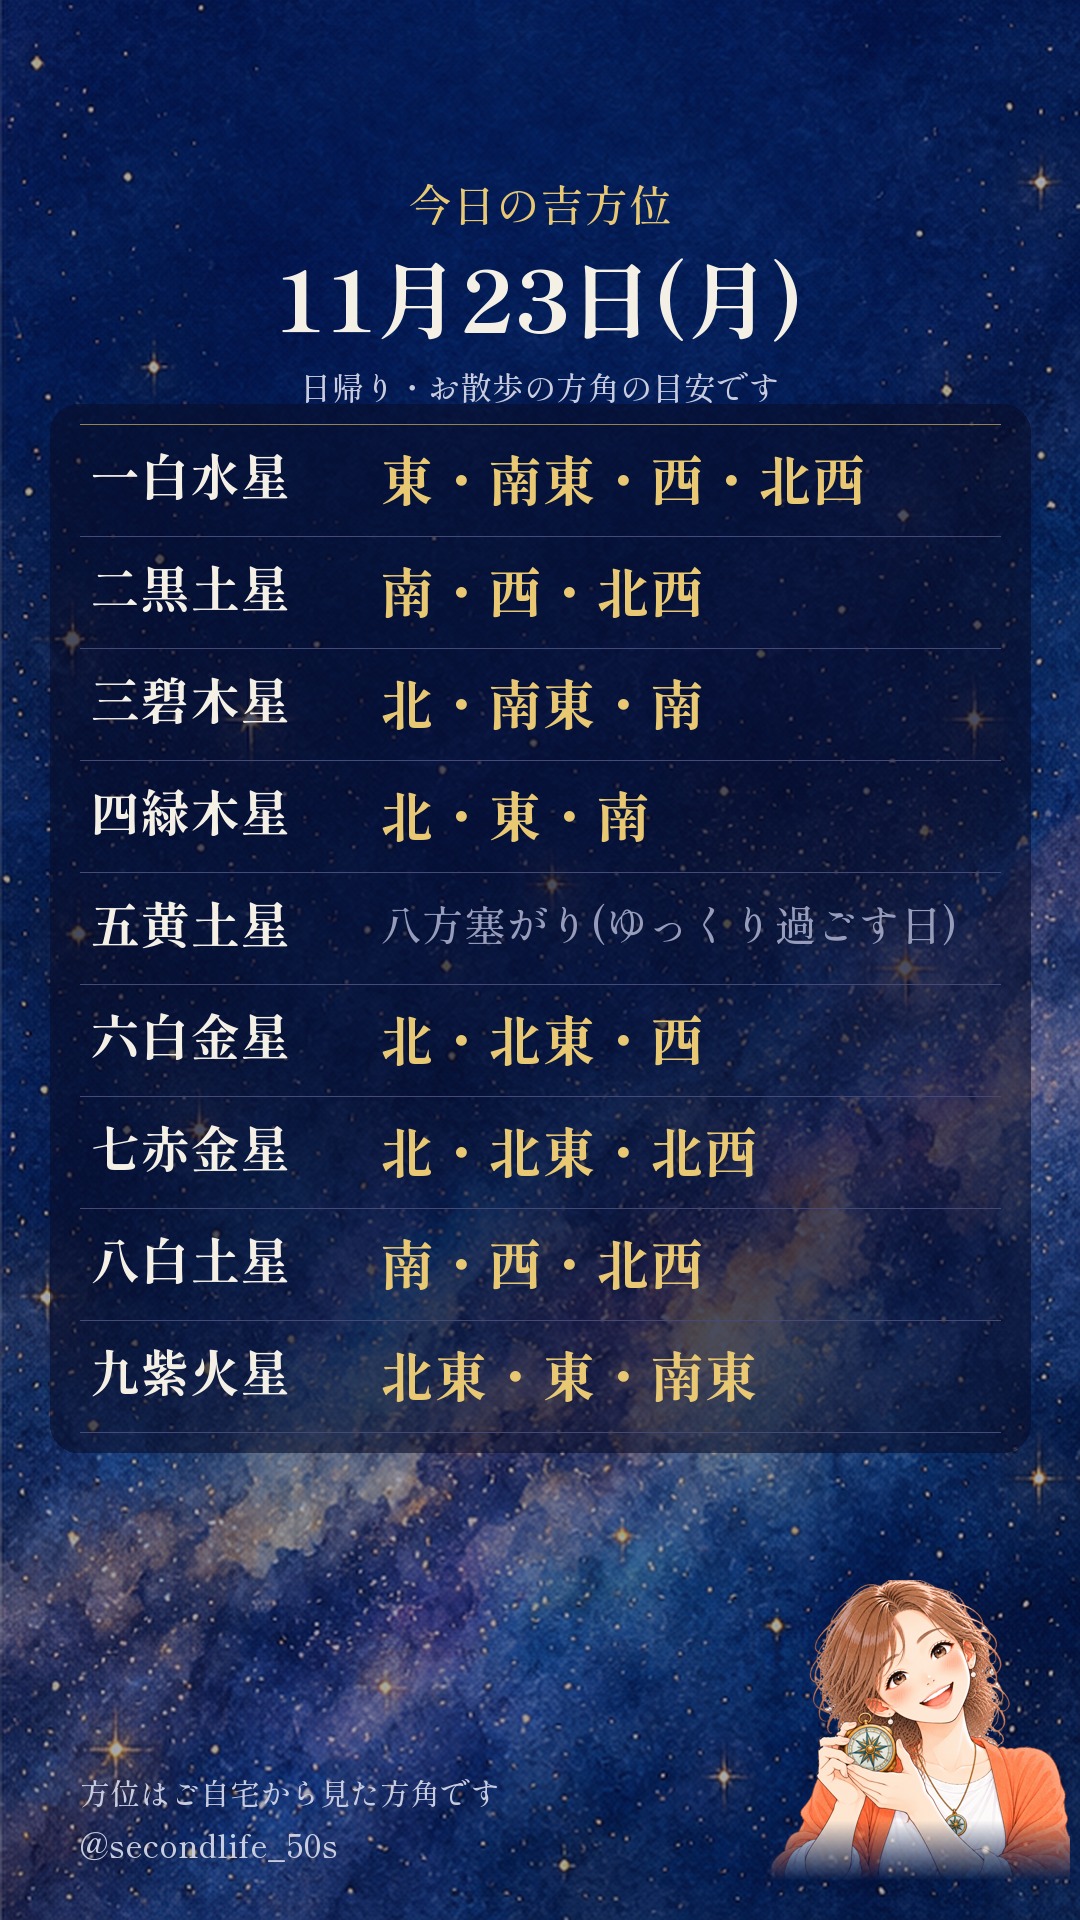 今日の吉方位
11月23日(月)
日帰り・お散歩の方角の目安です
一白水星 東・南東・西・北西
二黒土星 南・西・北西
三碧木星 北・南東・南
四緑木星 北・東・南
五黄土星 八方塞がり(ゆっくり過ごす日)
六白金星 北・北東・西
七赤金星 北・北東・北西
八白土星 南・西・北西
九紫火星 北東・東・南東
方位はご自宅から見た方角です
@secondlife_50s